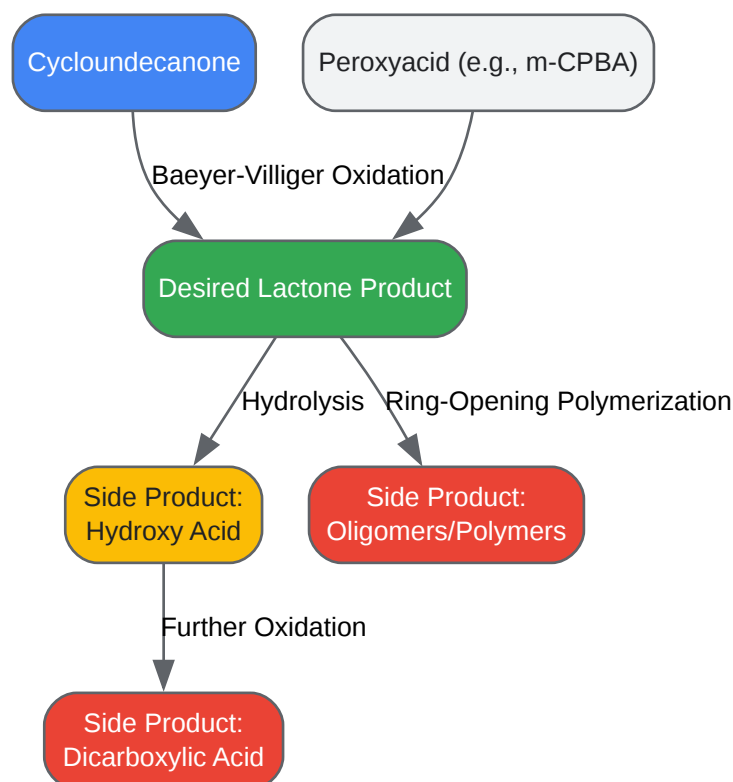 Cycloundecanone
Peroxyacid (e.g., m-CPBA)
Baeyer-Villiger Oxidation
Desired Lactone Product
Hydrolysis
Ring-Opening Polymerization
Side Product:
Hydroxy Acid
Side Product:
Oligomers/Polymers
Further Oxidation
Side Product:
Dicarboxylic Acid